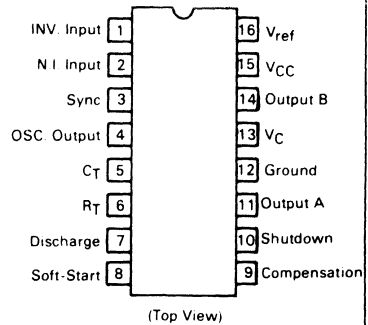 INV. Input 1 16 Vref
N.I. Input 2 15 VCC
Sync 3 14 Output B
OSC. Output 4 13 VC
CT 5 12 Ground
RT 6 11 Output A
Discharge 7 10 Shutdown
Soft-Start 8 9 Compensation
(Top View)